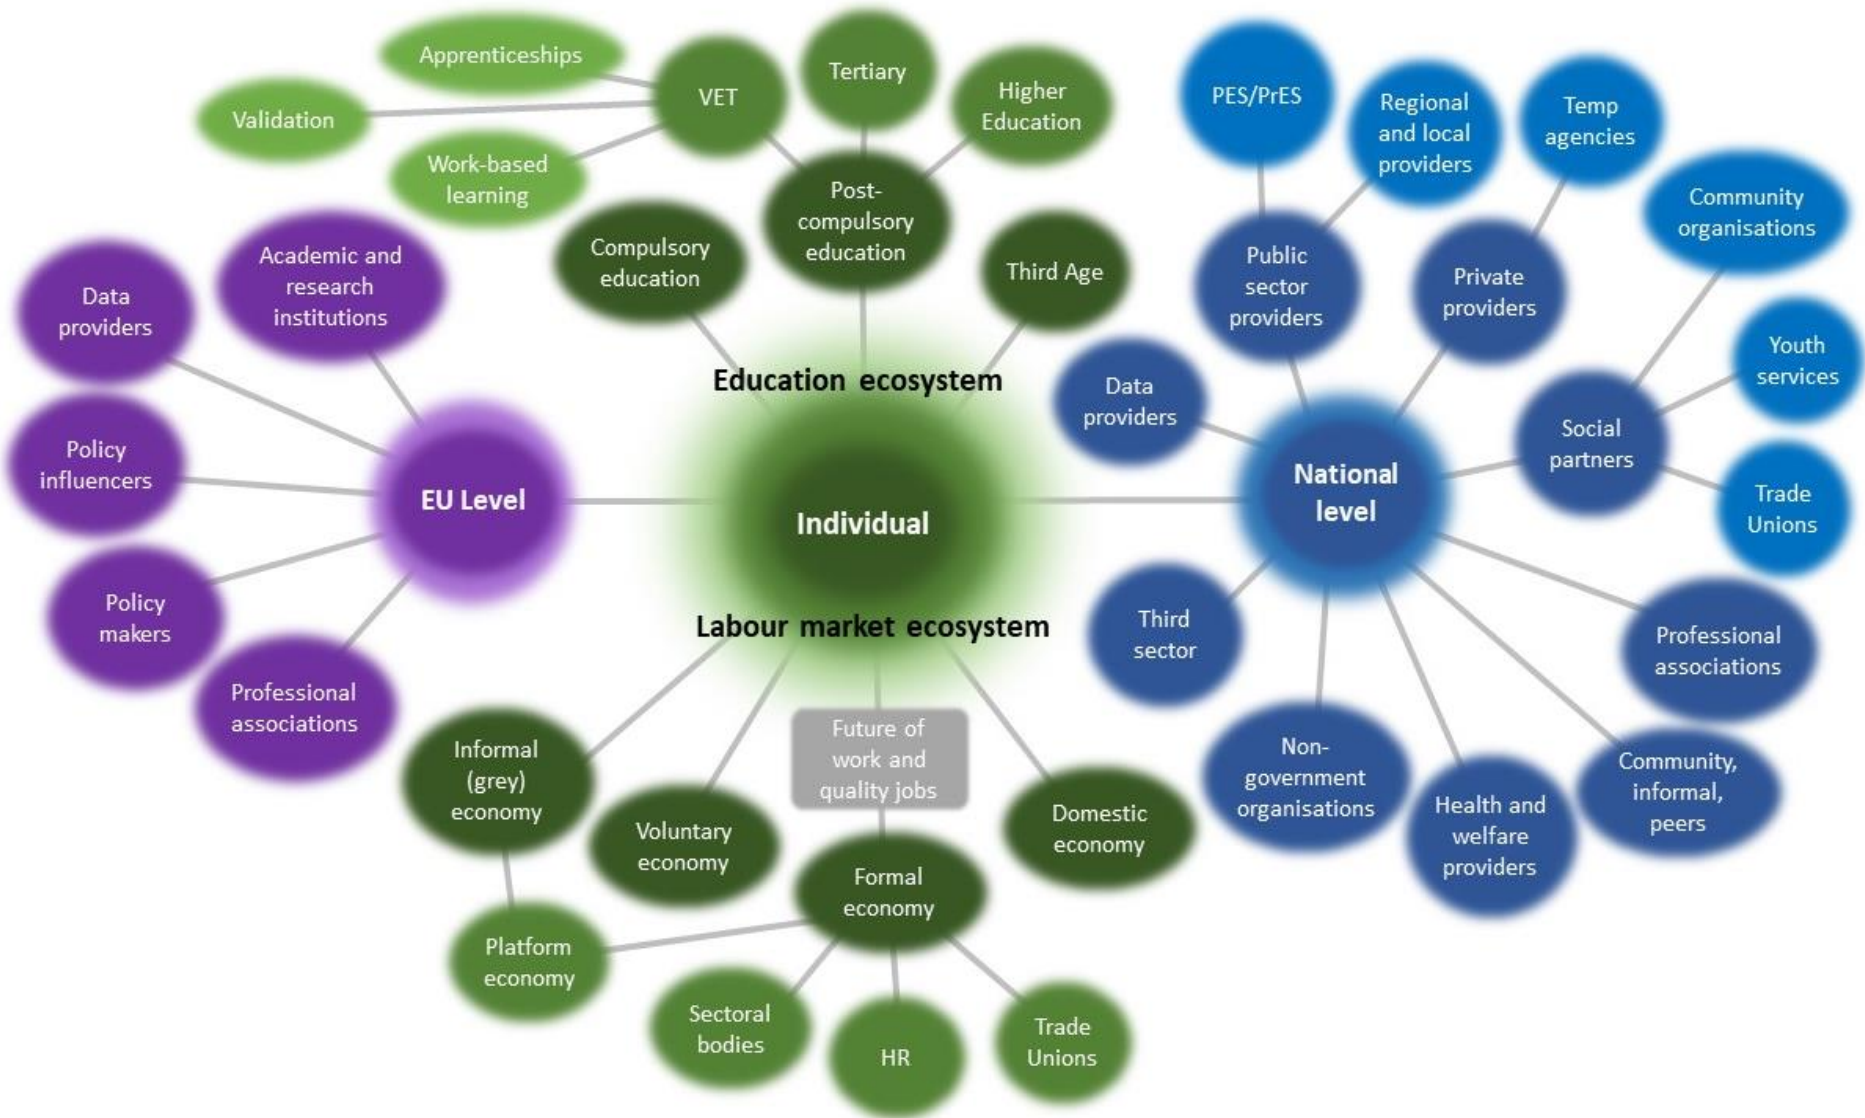 Apprenticeships
Validation
Work-based
learning
VET
Tertiary
Higher
Education
Compulsory
education
Post-
compulsory
education
Third Age
Education ecosystem
Individual
Labour market ecosystem
Data
providers
Academic and
research
institutions
Policy
influencers
EU Level
Policy
makers
Professional
associations
Informal
(grey)
economy
Voluntary
economy
Future of
work and
quality jobs
Domestic
economy
Formal
economy
Platform
economy
Sectoral
bodies
HR
Trade
Unions
PES/PrES
Regional
and local
providers
Temp
agencies
Community
organisations
Public
sector
providers
Private
providers
Youth
services
Data
providers
Social
partners
National
level
Trade
Unions
Third
sector
Professional
associations
Non-
government
organisations
Health and
welfare
providers
Community,
informal,
peers